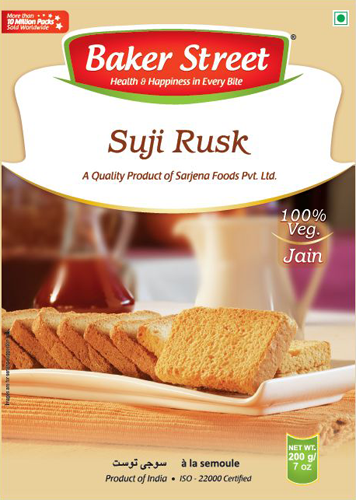 More than
10 Million Packs
Sold Worldwide
Baker Street®
Health & Happiness in Every Bite
Suji Rusk
A Quality Product of Sarjena Foods Pvt. Ltd.
100%
Veg.
Jain
NET WT.
200 g/
7 oz
سوجی توست à la semoule
Product of India • ISO - 22000 Certified